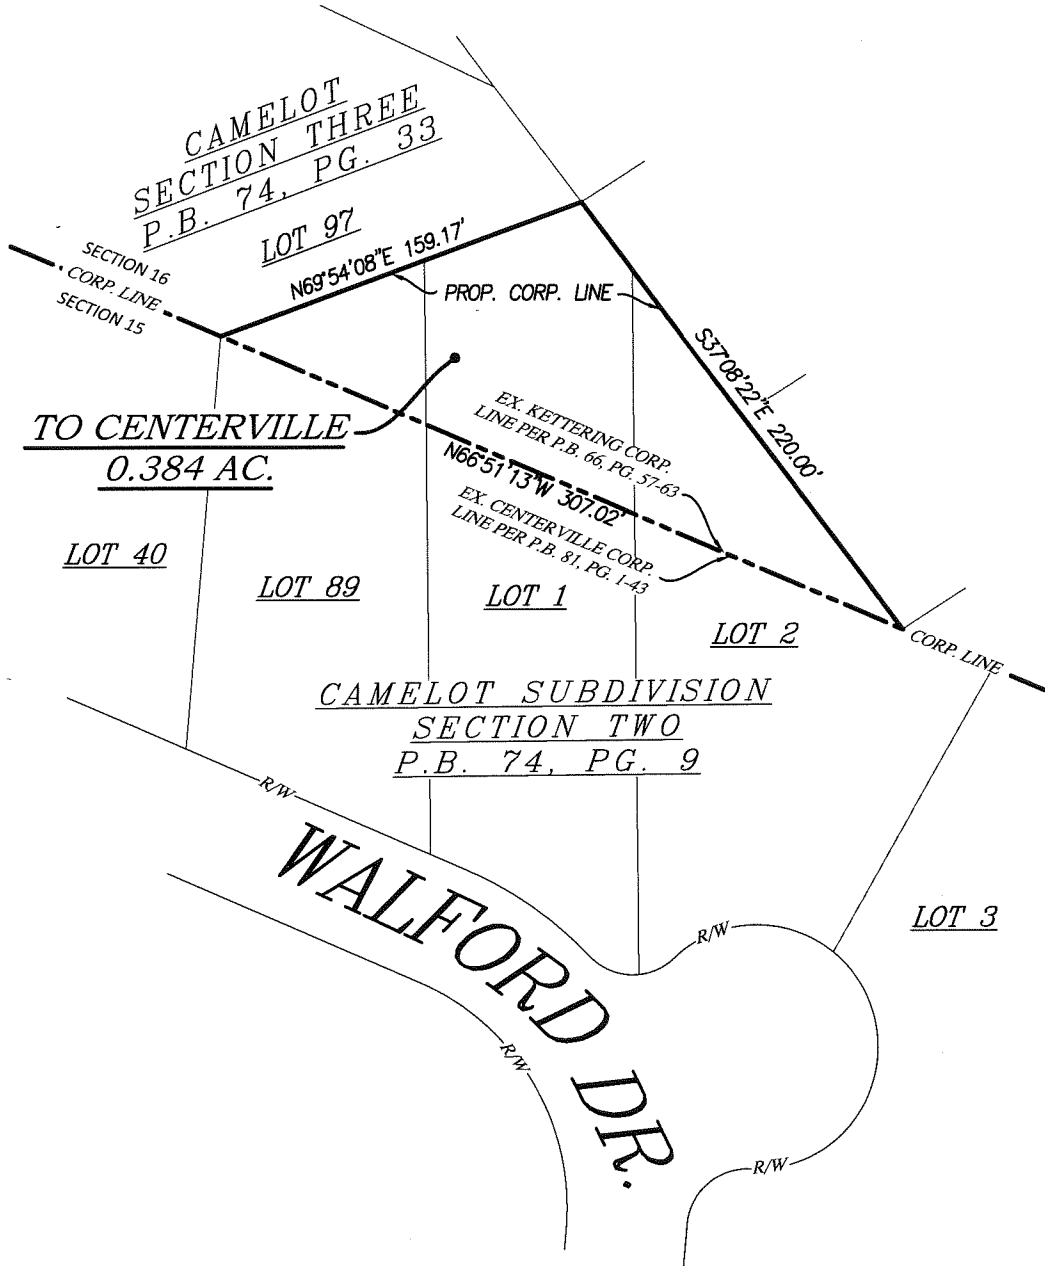 CAMELOT
SECTION THREE
P.B. 74, PG. 33
LOT 97
SECTION 16
CORP. LINE
SECTION 15
N69°54'08"E 159.17'
PROP. CORP. LINE
S37°08'22"E 220.00'
TO CENTERVILLE
0.384 AC.
EX. KETTERING CORP.
LINE PER P.B. 66, PG. 57-63
N66°51'13"W 307.02'
EX. CENTERVILLE CORP.
LINE PER P.B. 81, PG. 1-43
LOT 40
LOT 89
LOT 1
LOT 2
CORP. LINE
CAMELOT SUBDIVISION
SECTION TWO
P.B. 74, PG. 9
R/W
WALFORD DR.
LOT 3
R/W
R/W
R/W